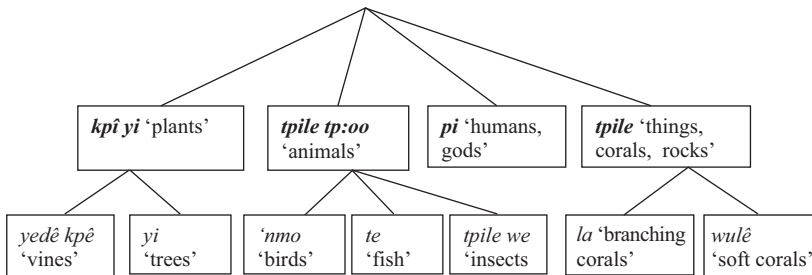 kpî yi ‘plants’
tpile tp:oo
‘animals’
pi ‘humans,
gods’
tpile ‘things,
corals, rocks’
yedê kpê
‘vines’
yi
‘trees’
‘nmo
‘birds’
te
‘fish’
tpile we
‘insects
la ‘branching
corals’
wulê
‘soft corals’